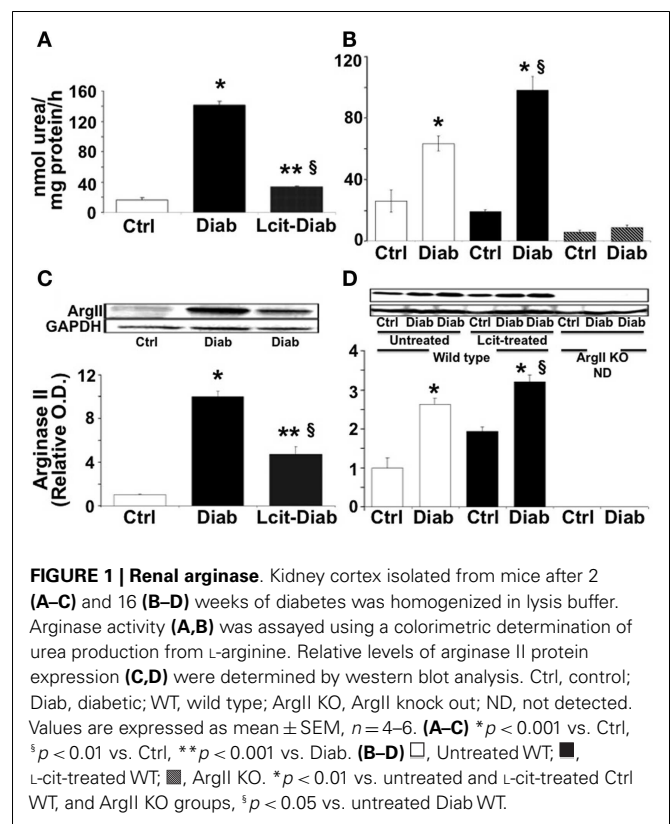 A
B
nmol urea/
mg protein/h
160
120
80
40
0
*
** §
Ctrl Diab Lcit-Diab
120
80
40
0
*
* §
Ctrl Diab Ctrl Diab Ctrl Diab
C
D
ArgII
GAPDH
Ctrl Diab Diab
Ctrl Diab Diab Ctrl Diab Diab Ctrl Diab Diab
Untreated Lcit-treated ArgII KO
Wild type ND
Arginase II
(Relative O.D.)
12
8
4
0
*
** §
Ctrl Diab Lcit-Diab
4
3
2
1
0
*
* §
Ctrl Diab Ctrl Diab Ctrl Diab
FIGURE 1 | Renal arginase. Kidney cortex isolated from mice after 2
(A–C) and 16 (B–D) weeks of diabetes was homogenized in lysis buffer.
Arginase activity (A,B) was assayed using a colorimetric determination of
urea production from L-arginine. Relative levels of arginase II protein
expression (C,D) were determined by western blot analysis. Ctrl, control;
Diab, diabetic; WT, wild type; ArgII KO, ArgII knock out; ND, not detected.
Values are expressed as mean ± SEM, n = 4–6. (A–C) *p < 0.001 vs. Ctrl,
§p < 0.01 vs. Ctrl, **p < 0.001 vs. Diab. (B–D) □, Untreated WT; ■,
L-cit-treated WT; ▨, ArgII KO. *p < 0.01 vs. untreated and L-cit-treated Ctrl
WT, and ArgII KO groups, §p < 0.05 vs. untreated Diab WT.